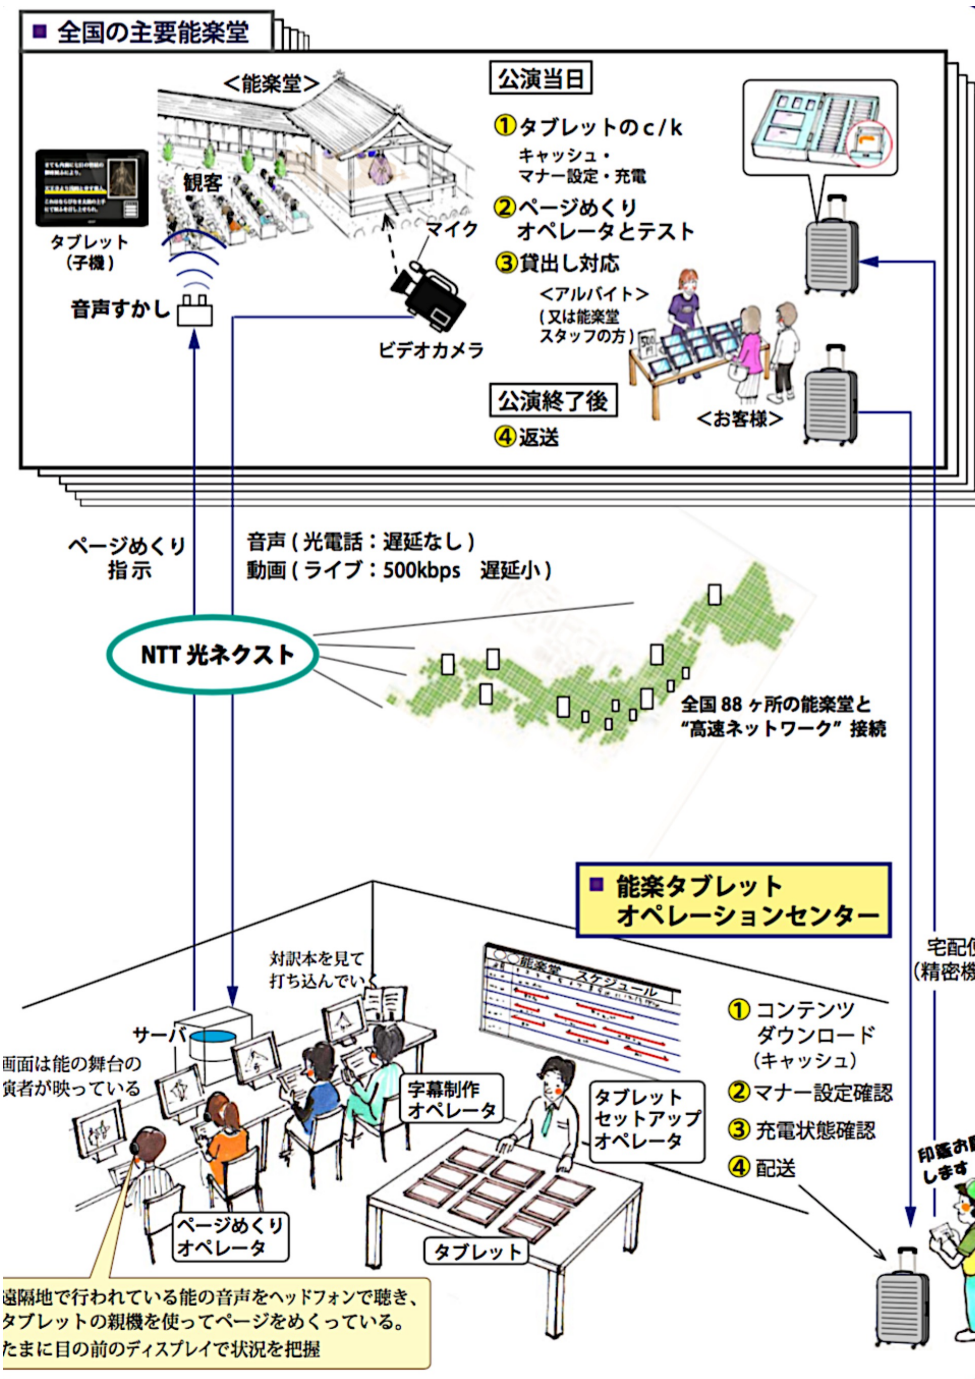 ■ 全国の主要能楽堂
＜能楽堂＞
観客
タブレット
（子機）
音声すかし
マイク
ビデオカメラ
公演当日
①タブレットのc/k
キャッシュ・
マナー設定・充電
②ページめくり
オペレータとテスト
③貸出し対応
＜アルバイト＞
(又は能楽堂
スタッフの方)
＜お客様＞
公演終了後
④返送
ページめくり
指示
音声(光電話：遅延なし)
動画(ライブ：500kbps 遅延小)
NTT光ネクスト
全国88ヶ所の能楽堂と
“高速ネットワーク”接続
■ 能楽タブレット
オペレーションセンター
宅配
(精密機
対訳本を見て
打ち込んでい
サーバ
画面は能の舞台の
演者が映っている
〇〇能楽堂 スケジュール
字幕制作
オペレータ
タブレット
セットアップ
オペレータ
①コンテンツ
ダウンロード
(キャッシュ)
②マナー設定確認
③充電状態確認
④配送
印鑑お
します
ページめくり
オペレータ
タブレット
遠隔地で行われている能の音声をヘッドフォンで聴き、
タブレットの親機を使ってページをめくっている。
たまに目の前のディスプレイで状況を把握